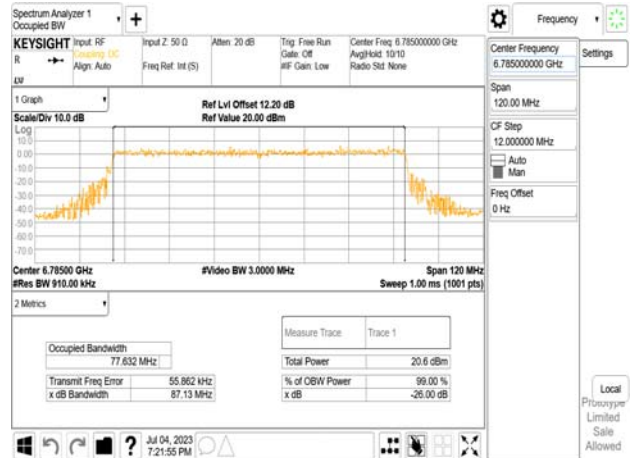 Spectrum Analyzer 1
Occupied BW
Frequency
KEYSIGHT
R
LXI
Input: RF
Coupling: DC
Align: Auto
Input Z: 50 Ω
Freq Ref: Int (S)
Atten: 20 dB
Trig: Free Run
Gate: Off
#IF Gain: Low
Center Freq: 6.785000000 GHz
Avg|Hold: 10/10
Radio Std: None
Center Frequency
6.785000000 GHz
Settings
Span
120.00 MHz
CF Step
12.000000 MHz
Auto
Man
Freq Offset
0 Hz
1 Graph
Scale/Div 10.0 dB
Ref Lvl Offset 12.20 dB
Ref Value 20.00 dBm
Log
10.0
0.00
-10.0
-20.0
-30.0
-40.0
-50.0
-60.0
-70.0
Center 6.78500 GHz
#Res BW 910.00 kHz
#Video BW 3.0000 MHz
Span 120 MHz
Sweep 1.00 ms (1001 pts)
2 Metrics
Measure Trace
Trace 1
Occupied Bandwidth
77.632 MHz
Total Power
20.6 dBm
Transmit Freq Error
55.862 kHz
% of OBW Power
99.00 %
x dB Bandwidth
87.13 MHz
x dB
-26.00 dB
Local
Prototype
Limited
Sale
Allowed
?
Jul 04, 2023
7:21:55 PM